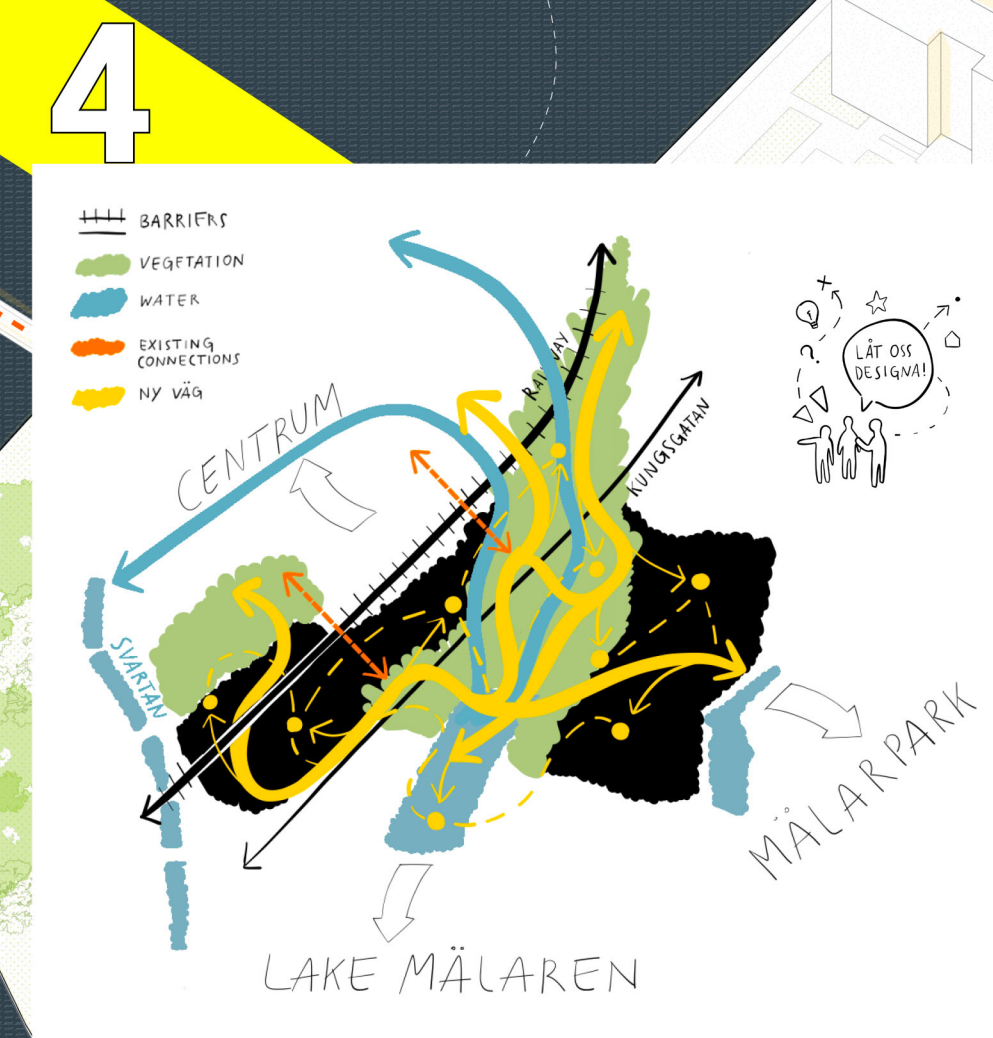 4
BARRIERS
VEGETATION
WATER
EXISTING
CONNECTIONS
NY VÄG
CENTRUM
RAILWAY
KUNGSGATAN
LÅT OSS
DESIGNA!
?
SVARTAN
MÄLARPARK
LAKE MÄLAREN